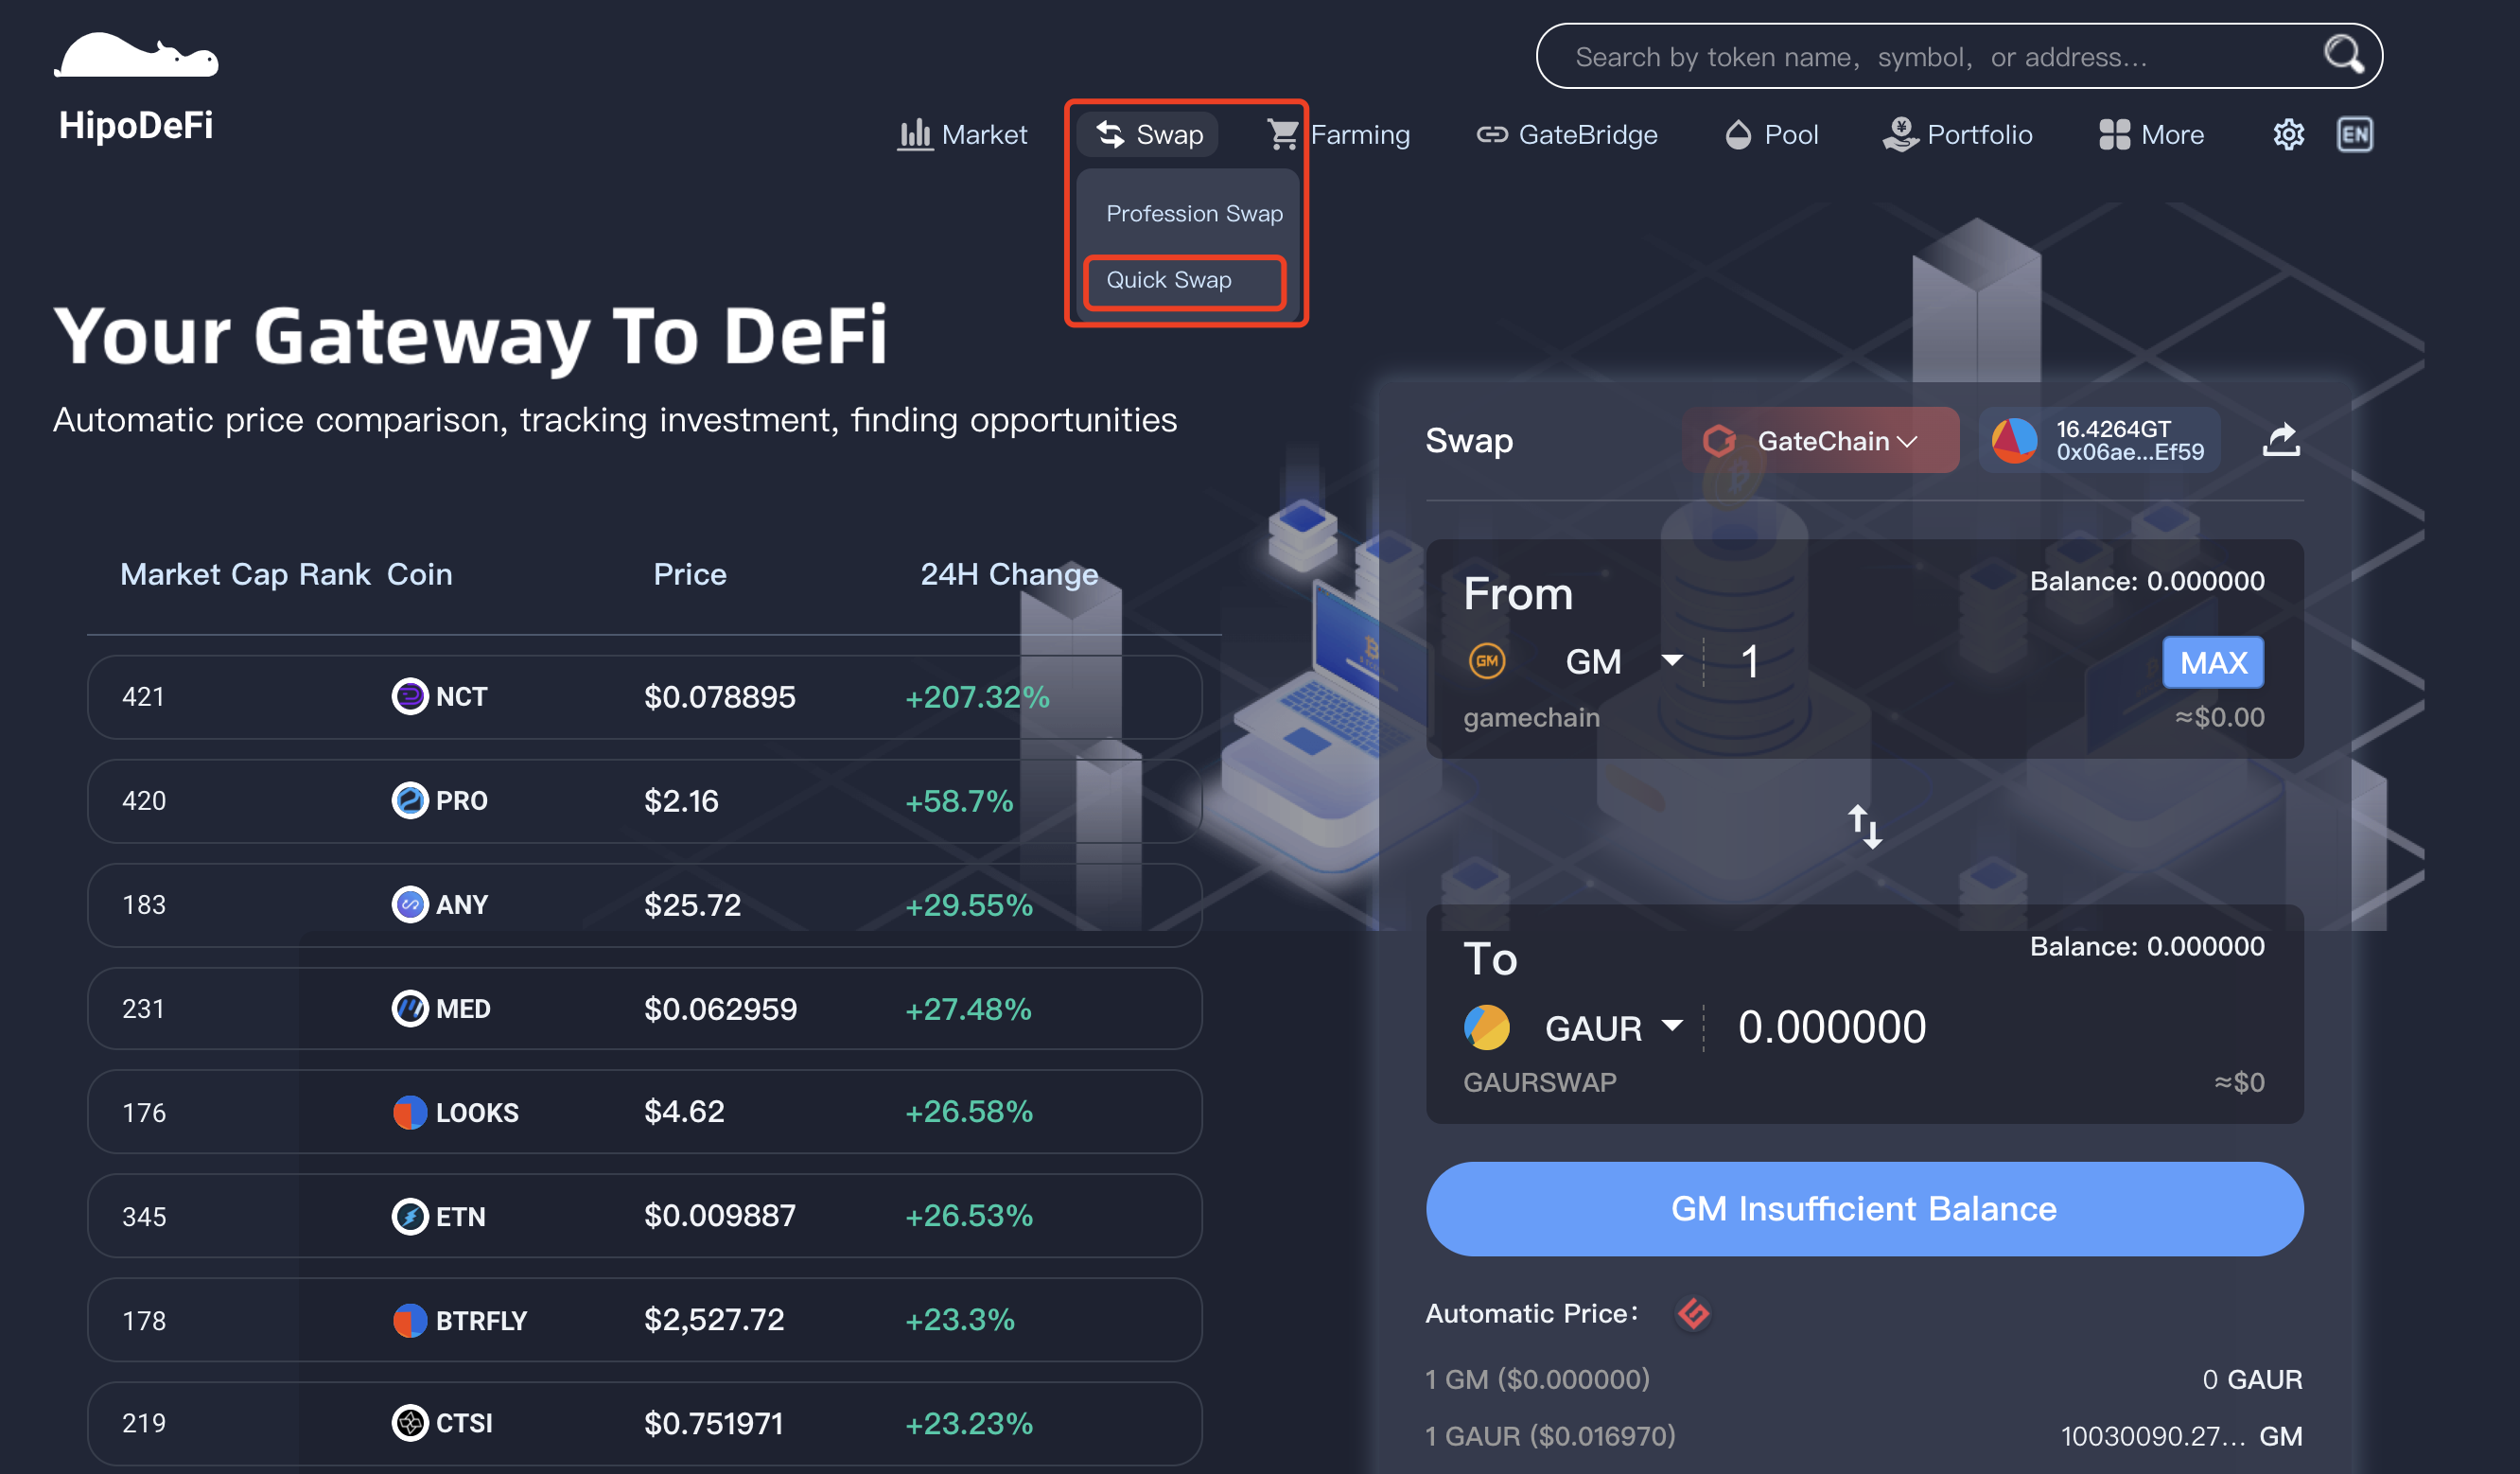 Search by token name, symbol, or address...
HipoDeFi
Market
Swap
Farming
GateBridge
Pool
Portfolio
More
EN
Profession Swap
Quick Swap
Your Gateway To DeFi
Automatic price comparison, tracking investment, finding opportunities
Market Cap Rank Coin Price 24H Change
421 NCT $0.078895 +207.32%
420 PRO $2.16 +58.7%
183 ANY $25.72 +29.55%
231 MED $0.062959 +27.48%
176 LOOKS $4.62 +26.58%
345 ETN $0.009887 +26.53%
178 BTRFLY $2,527.72 +23.3%
219 CTSI $0.751971 +23.23%
Swap
GateChain
16.4264GT
0x06ae...Ef59
From
Balance: 0.000000
GM
GM
1
MAX
gamechain
≈$0.00
To
Balance: 0.000000
GAUR
0.000000
GAURSWAP
≈$0
GM Insufficient Balance
Automatic Price:
1 GM ($0.000000) 0 GAUR
1 GAUR ($0.016970) 10030090.27... GM